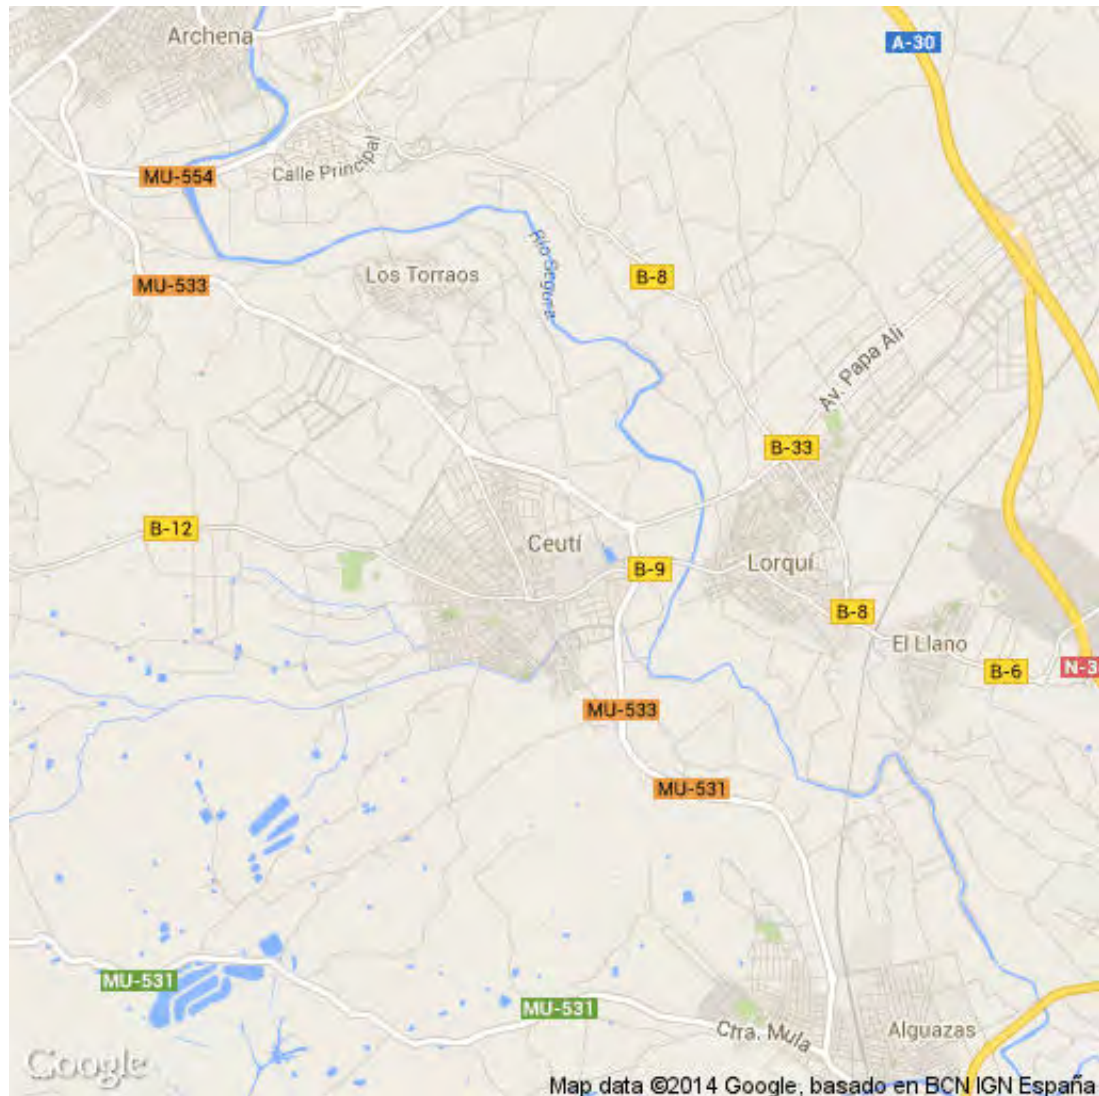 Archena
A-30
Calle Principal
MU-554
Río Segura
Los Torraos
B-8
MU-533
Av. Papa Ali
B-33
B-12
Ceutí
B-9
Lorquí
B-8
El Llano
B-6
N-3
MU-533
MU-531
MU-531
MU-531
Ctra. Mula
Alguazas
Google
Map data ©2014 Google, basado en BCN IGN España